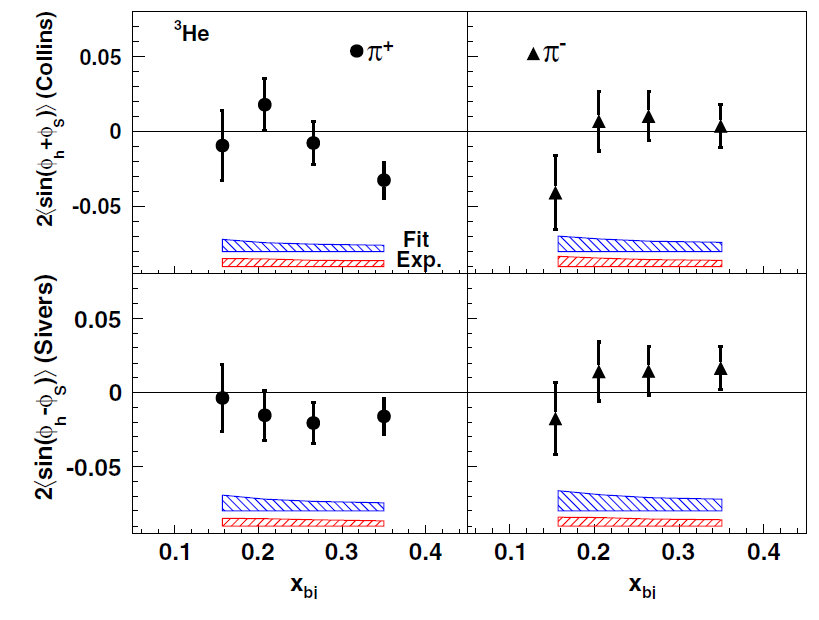 ³He
π⁺
π⁻
2⟨sin(ϕₕ+ϕₛ)⟩ (Collins)
0.05
0
-0.05
Fit
Exp.
2⟨sin(ϕₕ-ϕₛ)⟩ (Sivers)
0.05
0
-0.05
0.1 0.2 0.3 0.4
0.1 0.2 0.3 0.4
x_bj
x_bj